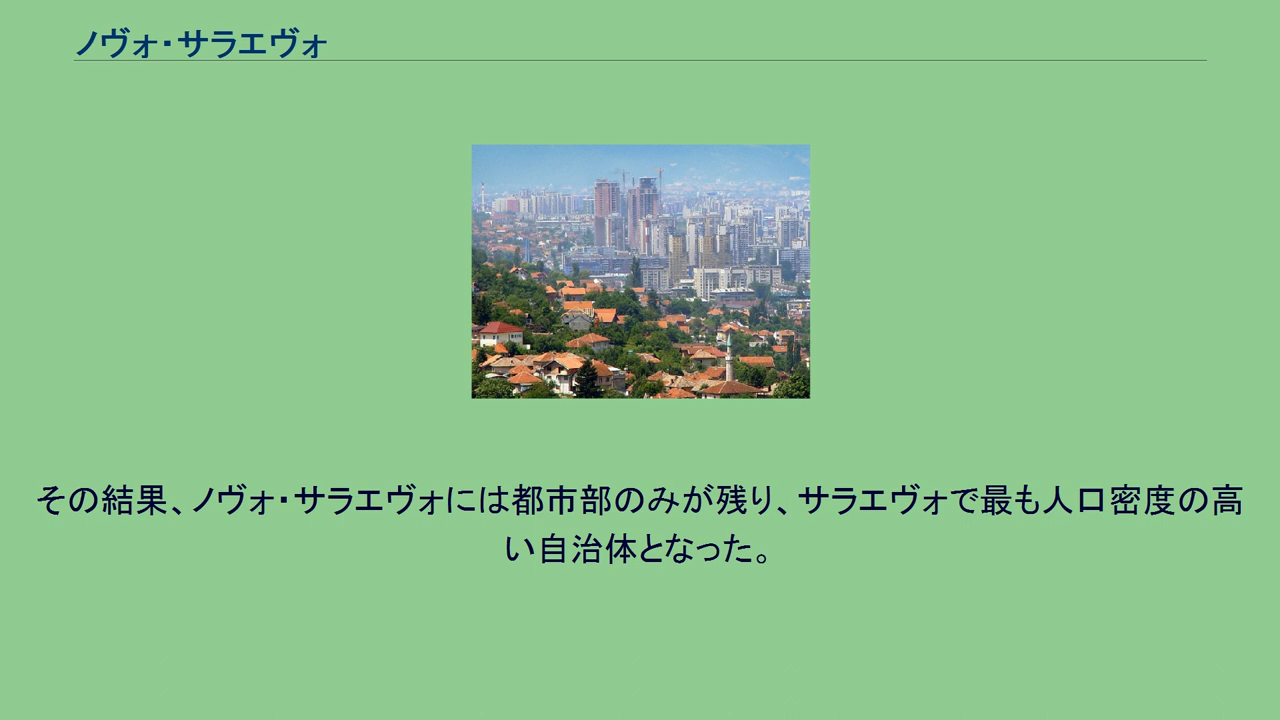 ノヴォ・サラエヴォ
その結果、ノヴォ・サラエヴォには都市部のみが残り、サラエヴォで最も人口密度の高
い自治体となった。